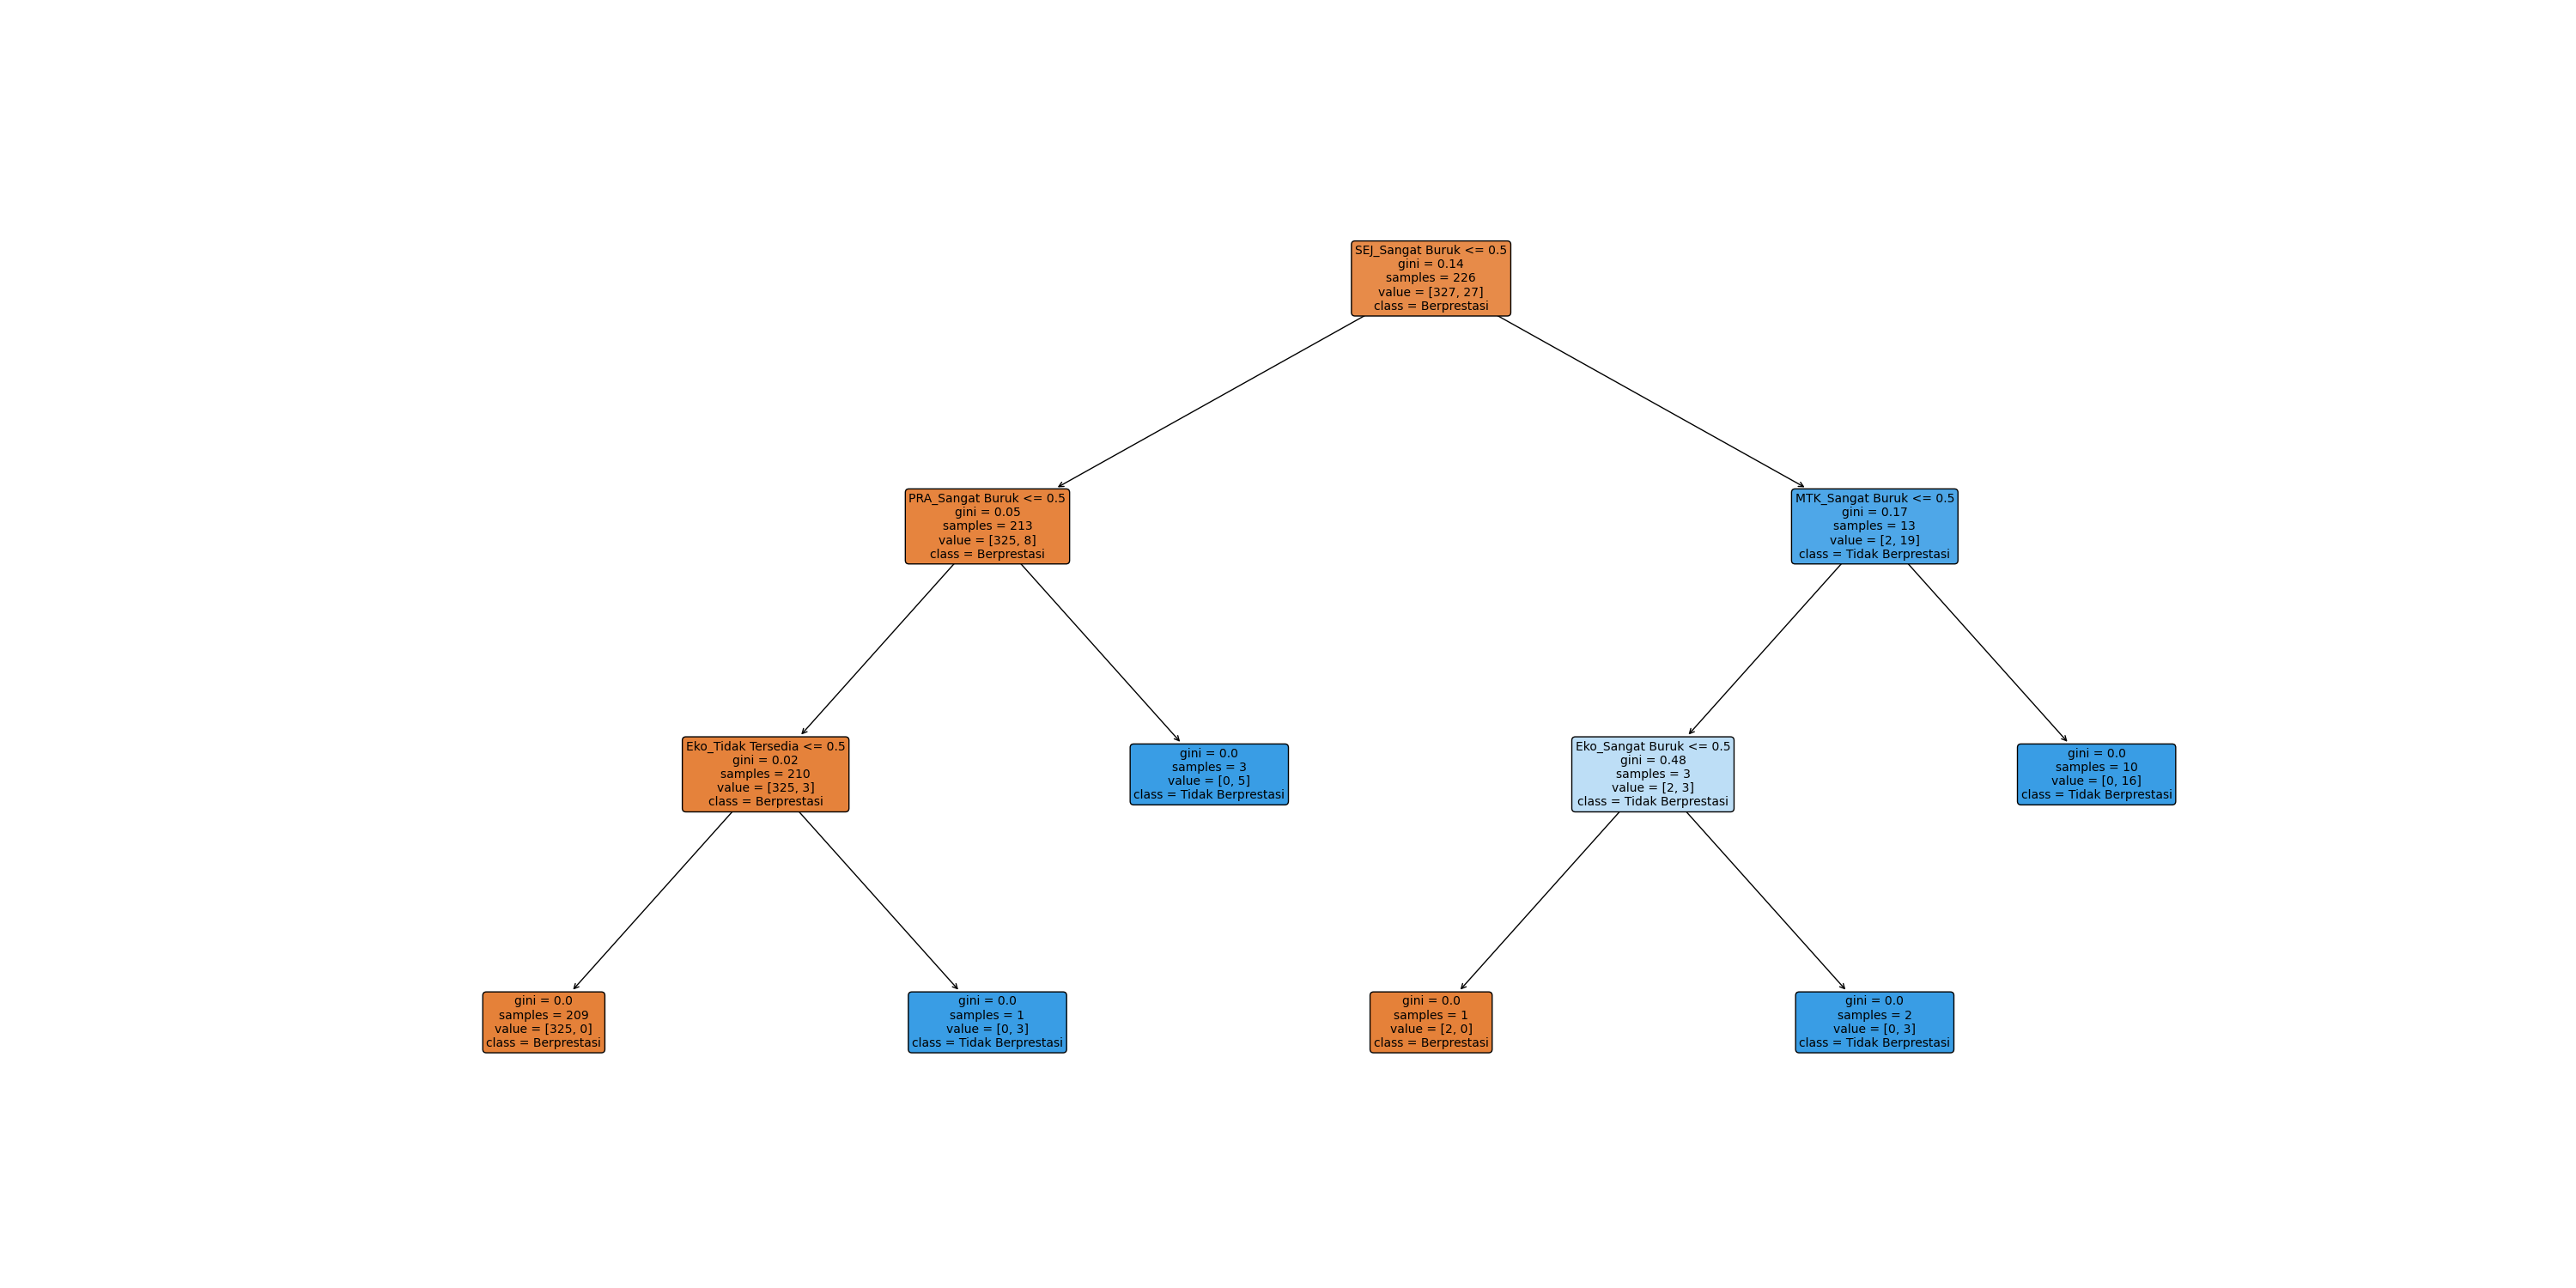 SEJ_Sangat Buruk <= 0.5
gini = 0.14
samples = 226
value = [327, 27]
class = Berprestasi
PRA_Sangat Buruk <= 0.5
gini = 0.05
samples = 213
value = [325, 8]
class = Berprestasi
MTK_Sangat Buruk <= 0.5
gini = 0.17
samples = 13
value = [2, 19]
class = Tidak Berprestasi
Eko_Tidak Tersedia <= 0.5
gini = 0.02
samples = 210
value = [325, 3]
class = Berprestasi
gini = 0.0
samples = 3
value = [0, 5]
class = Tidak Berprestasi
Eko_Sangat Buruk <= 0.5
gini = 0.48
samples = 3
value = [2, 3]
class = Tidak Berprestasi
gini = 0.0
samples = 10
value = [0, 16]
class = Tidak Berprestasi
gini = 0.0
samples = 209
value = [325, 0]
class = Berprestasi
gini = 0.0
samples = 1
value = [0, 3]
class = Tidak Berprestasi
gini = 0.0
samples = 1
value = [2, 0]
class = Berprestasi
gini = 0.0
samples = 2
value = [0, 3]
class = Tidak Berprestasi